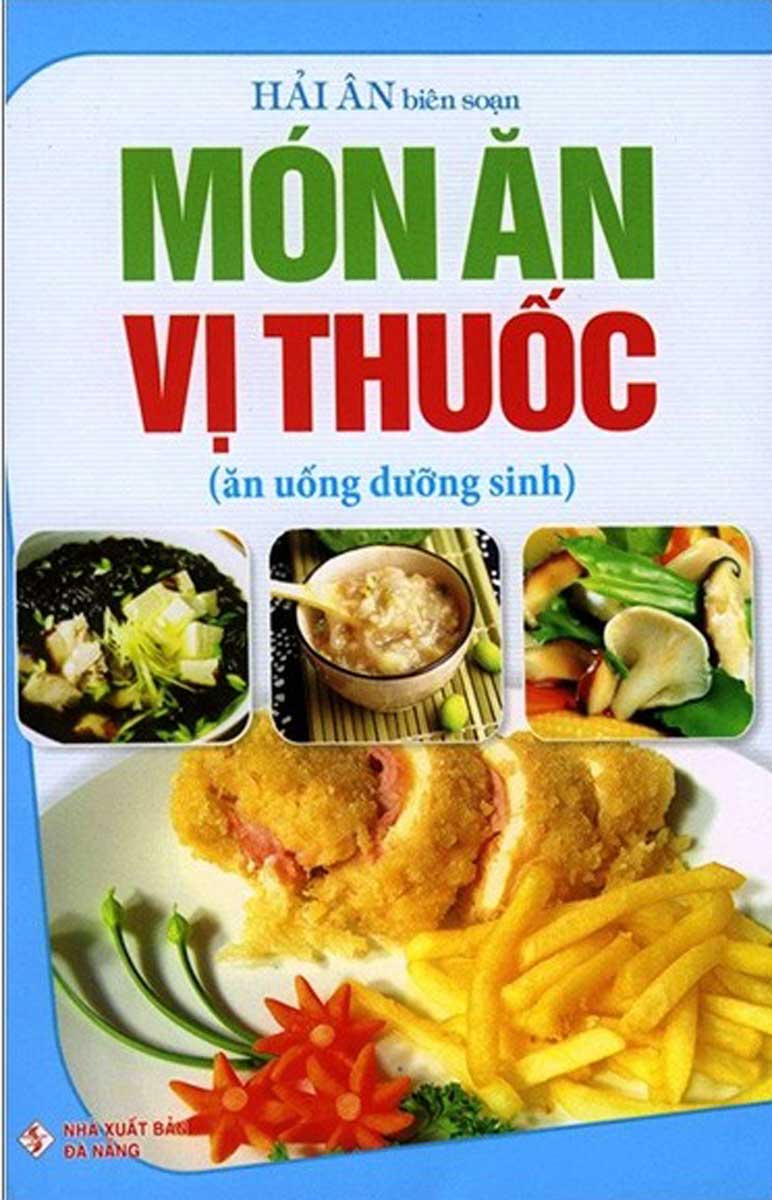 HẢI ÂN biên soạn
MÓN ĂN
VỊ THUỐC
(ăn uống dưỡng sinh)
NHÀ XUẤT BẢN
ĐÀ NẴNG